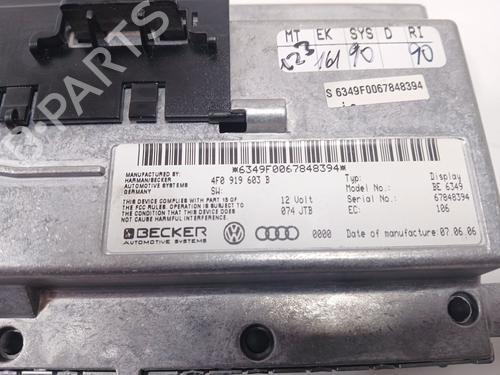 MT EK SYS D RI
023 161 90 90
S 6349F0067848394
*6349F0067848394*
MANUFACTURED BY:
HARMAN/BECKER
AUTOMOTIVE SYSTEMS
GERMANY
4F0 919 603 B
SW:
Typ: Display
Model No.: BE 6349
Serial No.: 67848394
EC: 106
THIS DEVICE COMPLIES WITH PART 15 OF
THE FCC RULES. OPERATION IS SUBJECT TO
THE CONDITION THAT THIS DEVICE DOES
NOT CAUSE HARMFUL INTERFERENCE.
12 Volt
074 JTB
BECKER
AUTOMOTIVE SYSTEMS
0000
Date of manufacture: 07.06.06
B-PARTS